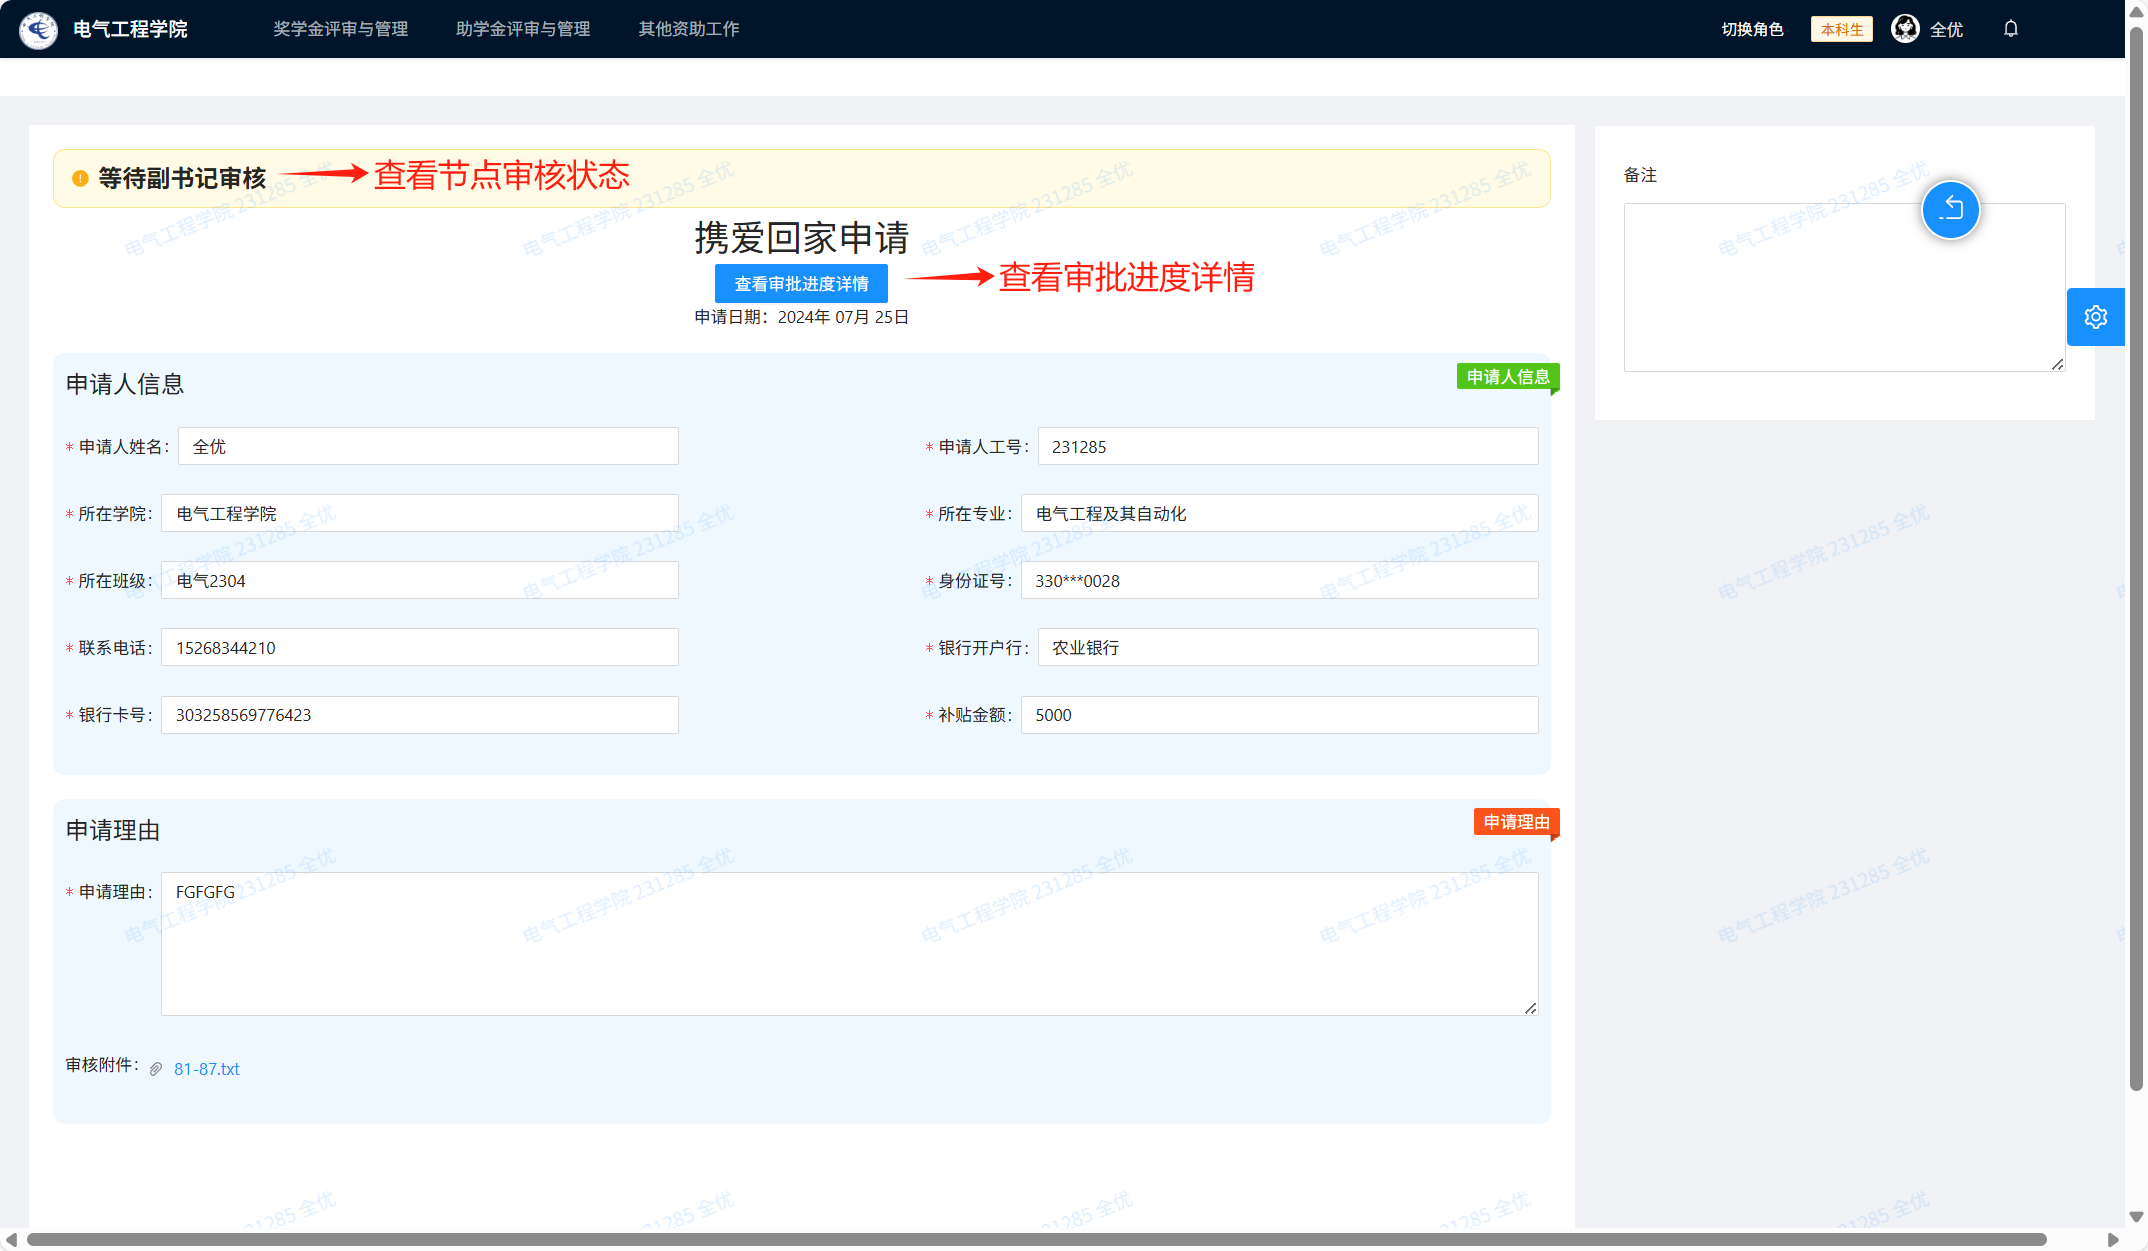 电气工程学院 奖学金评审与管理 助学金评审与管理 其他资助工作 切换角色 本科生 全优
等待副书记审核 查看节点审核状态
备注
携爱回家申请
查看审批进度详情 查看审批进度详情
申请日期：2024年 07月 25日
申请人信息 申请人信息
* 申请人姓名： 全优 * 申请人工号： 231285
* 所在学院： 电气工程学院 * 所在专业： 电气工程及其自动化
* 所在班级： 电气2304 * 身份证号： 330***0028
* 联系电话： 15268344210 * 银行开户行： 农业银行
* 银行卡号： 303258569776423 * 补贴金额： 5000
申请理由 申请理由
* 申请理由： FGFGFG
审核附件： 81-87.txt
电气工程学院 231285 全优